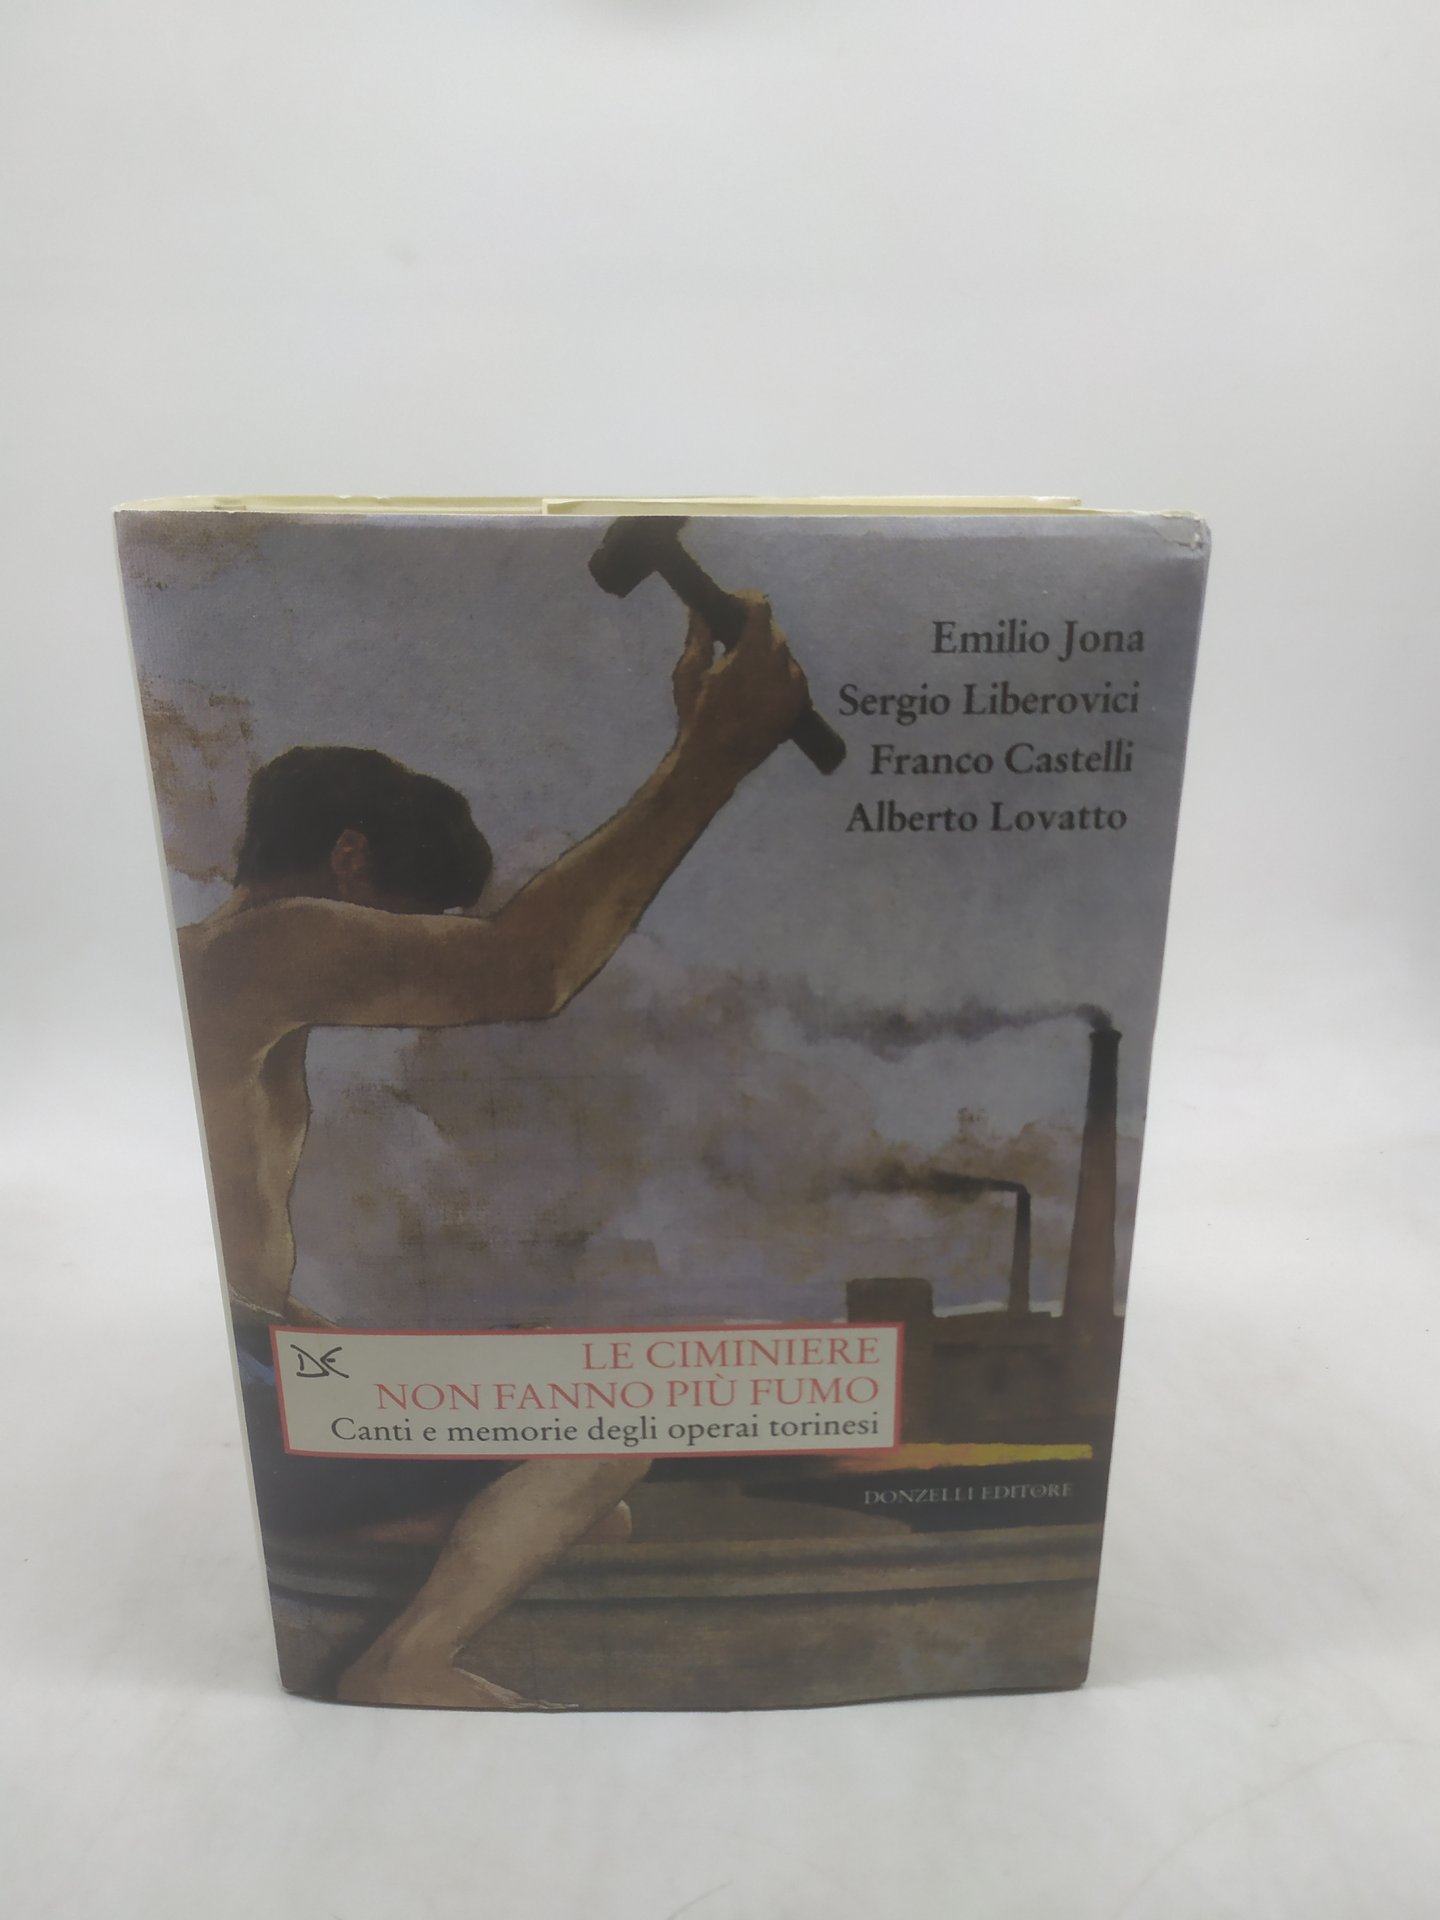 Emilio Jona
Sergio Liberovici
Franco Castelli
Alberto Lovatto
DE
LE CIMINIERE
NON FANNO PIÙ FUMO
Canti e memorie degli operai torinesi
DONZELLI EDITORE